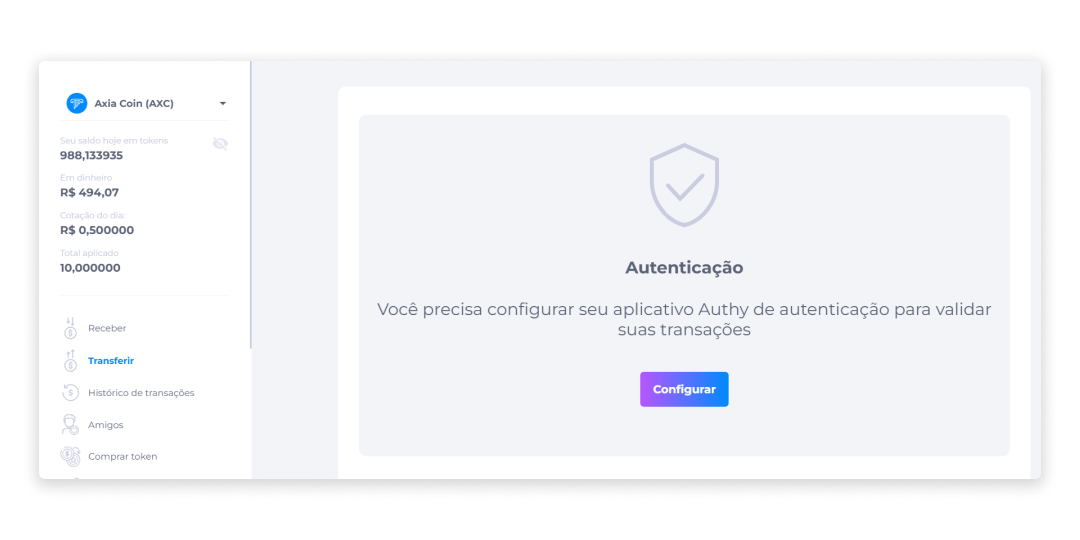 Axia Coin (AXC)
Seu saldo hoje em tokens
988,133935
Em dinheiro
R$ 494,07
Cotação do dia:
R$ 0,500000
Total aplicado
10,000000
Receber
Transferir
Histórico de transações
Amigos
Comprar token
Autenticação
Você precisa configurar seu aplicativo Authy de autenticação para validar
suas transações
Configurar